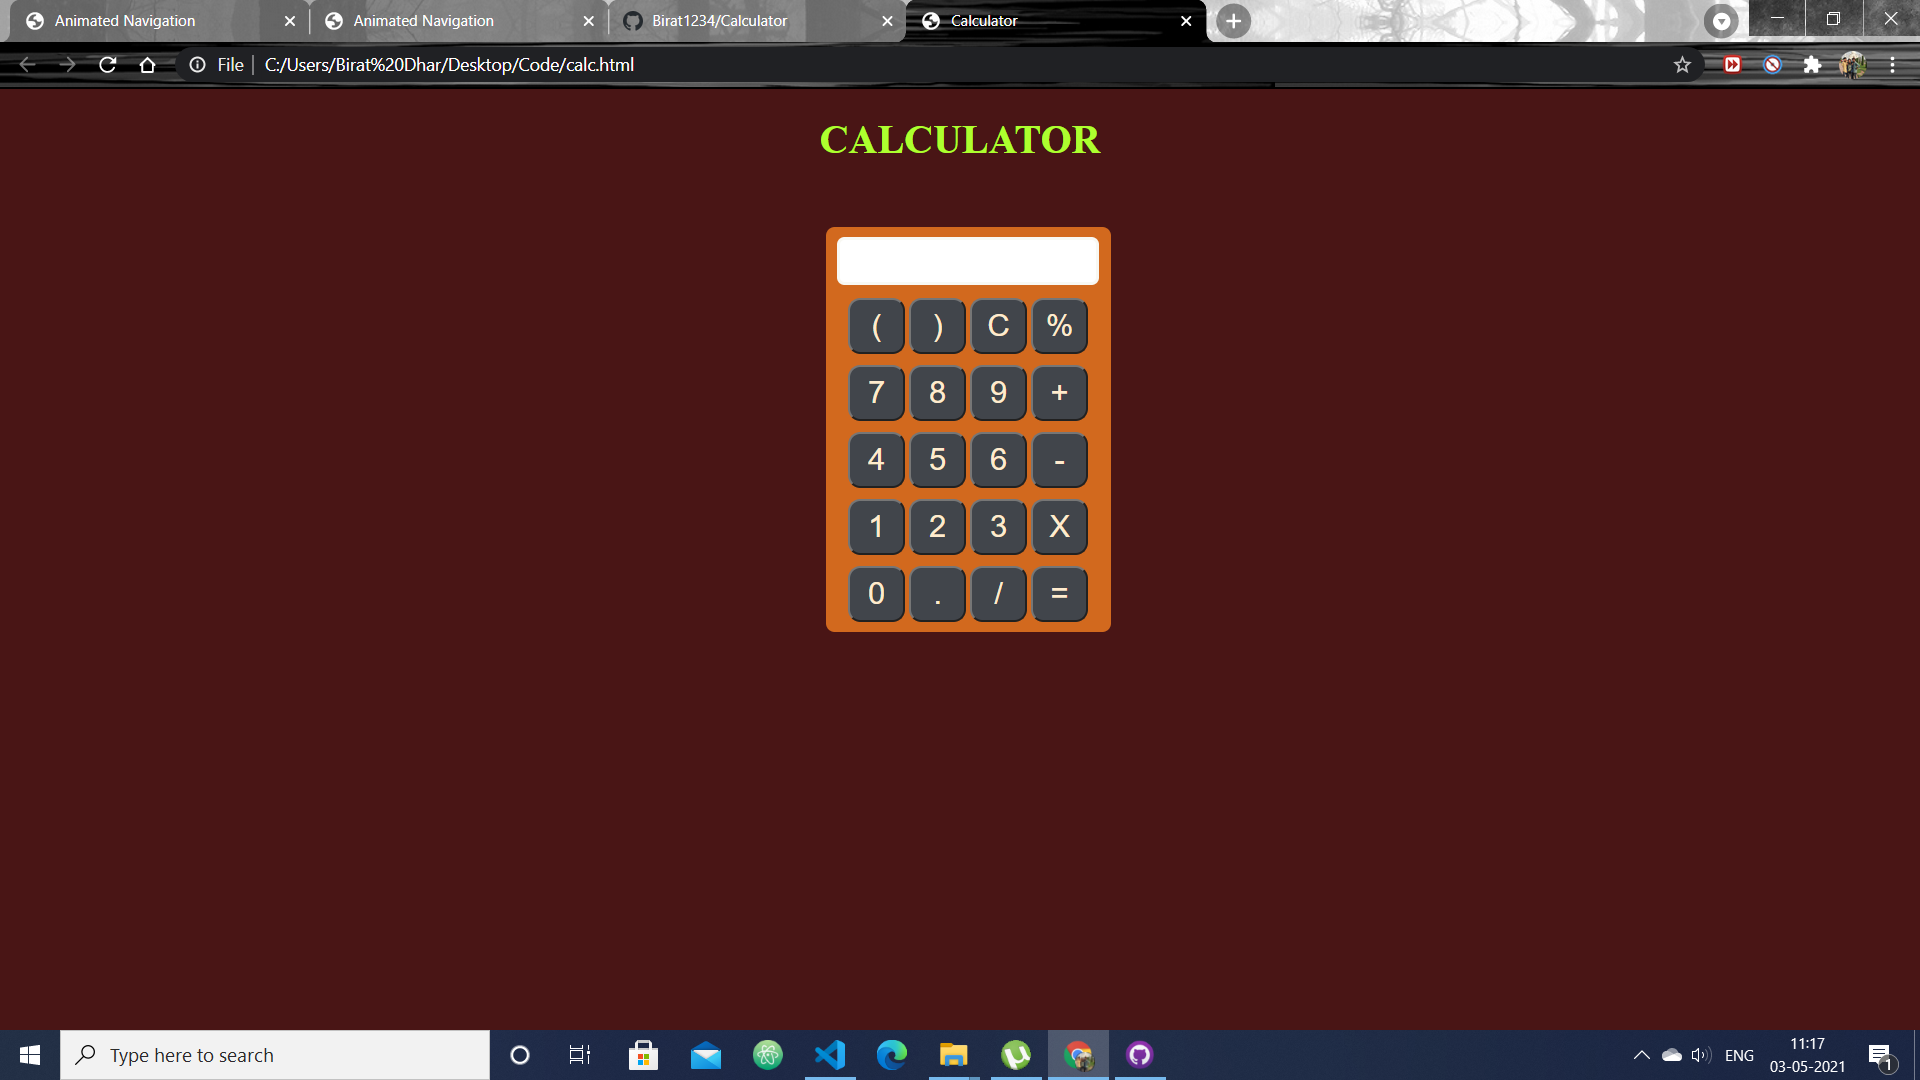 Animated Navigation
Animated Navigation
Birat1234/Calculator
Calculator
File
C:/Users/Birat%20Dhar/Desktop/Code/calc.html
CALCULATOR
( ) C %
7 8 9 +
4 5 6 -
1 2 3 X
0 . / =
Type here to search
ENG
11:17
03-05-2021
1